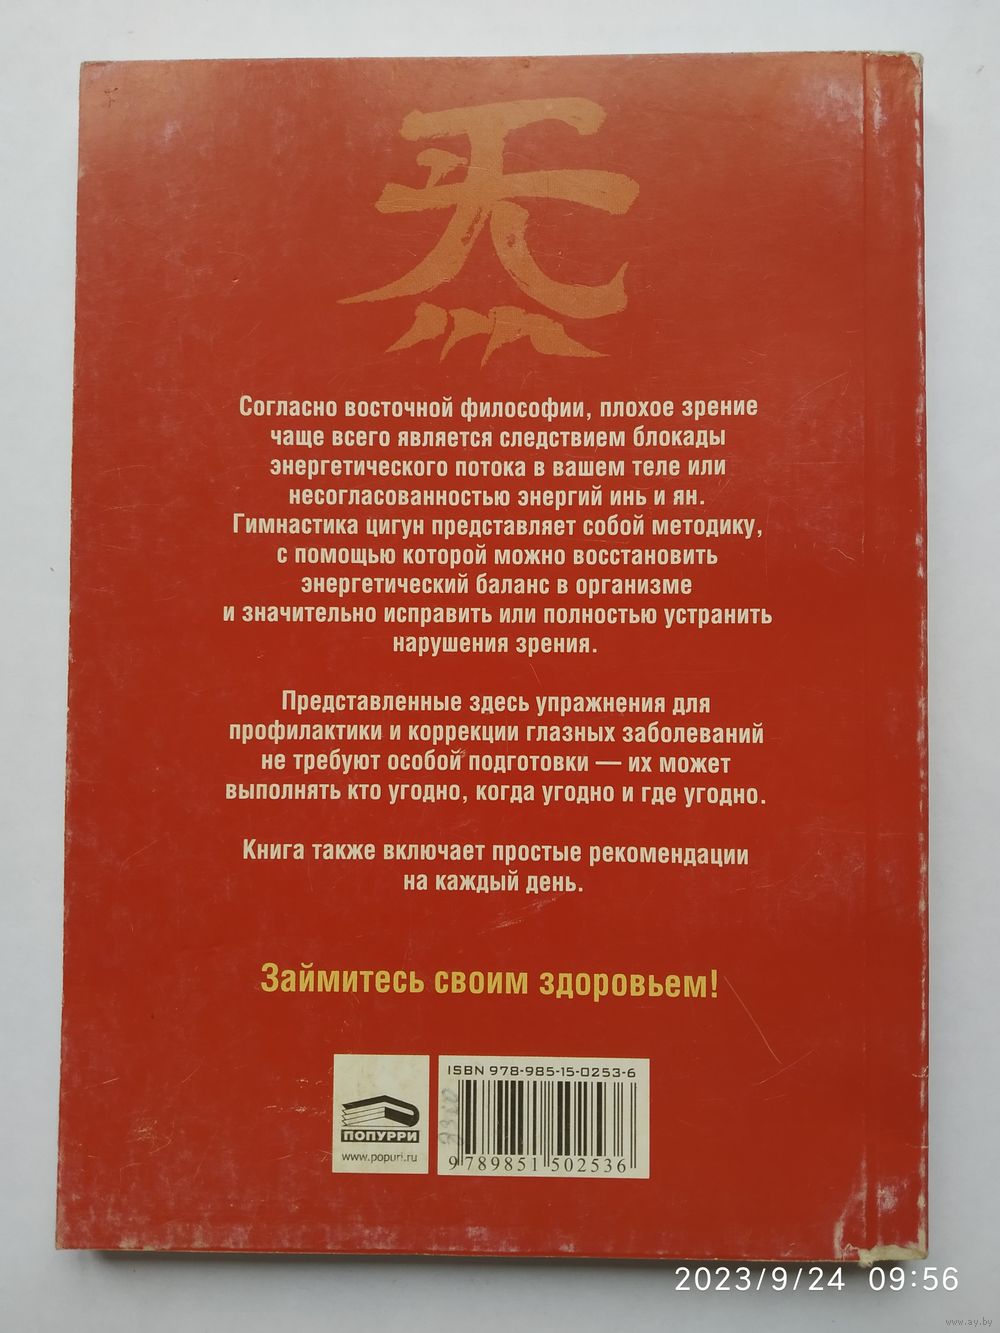 炁
Согласно восточной философии, плохое зрение
чаще всего является следствием блокады
энергетического потока в вашем теле или
несогласованностью энергий инь и ян.
Гимнастика цигун представляет собой методику,
с помощью которой можно восстановить
энергетический баланс в организме
и значительно исправить или полностью устранить
нарушения зрения.
Представленные здесь упражнения для
профилактики и коррекции глазных заболеваний
не требуют особой подготовки — их может
выполнять кто угодно, когда угодно и где угодно.
Книга также включает простые рекомендации
на каждый день.
Займитесь своим здоровьем!
ПОПУРРИ
www.popuri.ru
ISBN 978-985-15-0253-6
9 789851 502536
2023/9/24 09:56
www.ay.by